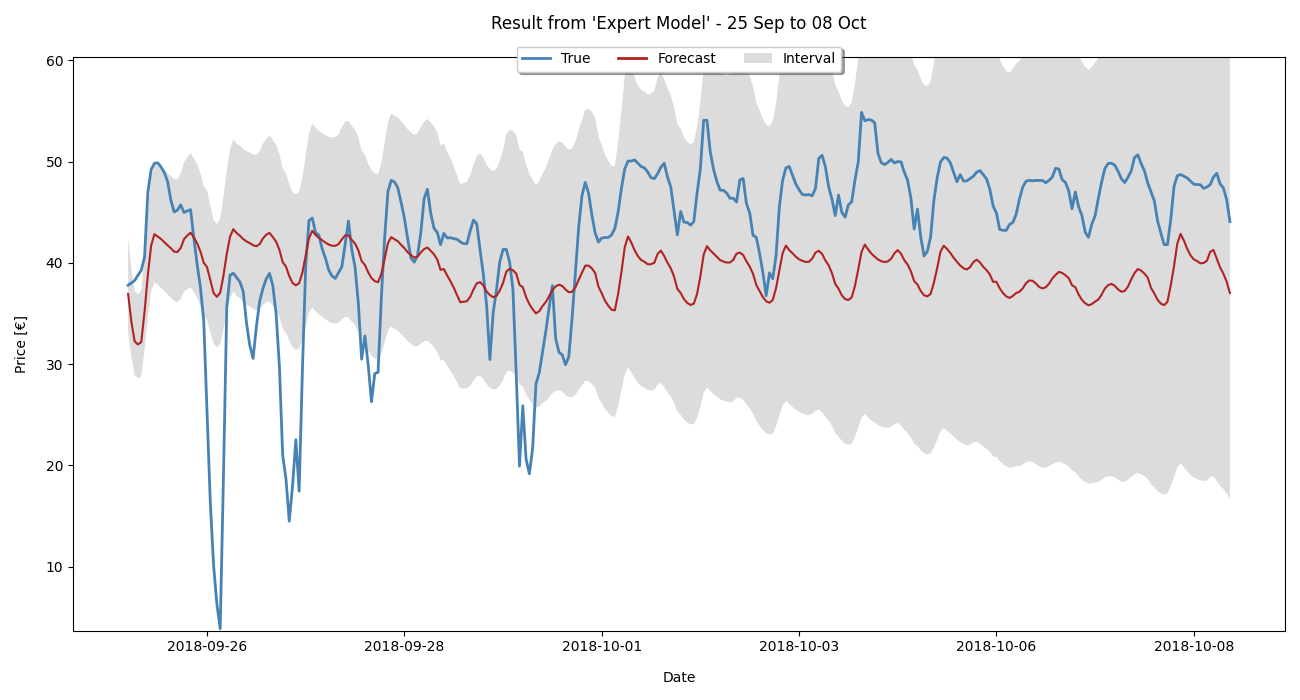 Result from 'Expert Model' - 25 Sep to 08 Oct
True Forecast Interval
60
50
40
30
20
10
Price [€]
2018-09-26 2018-09-28 2018-10-01 2018-10-03 2018-10-06 2018-10-08
Date